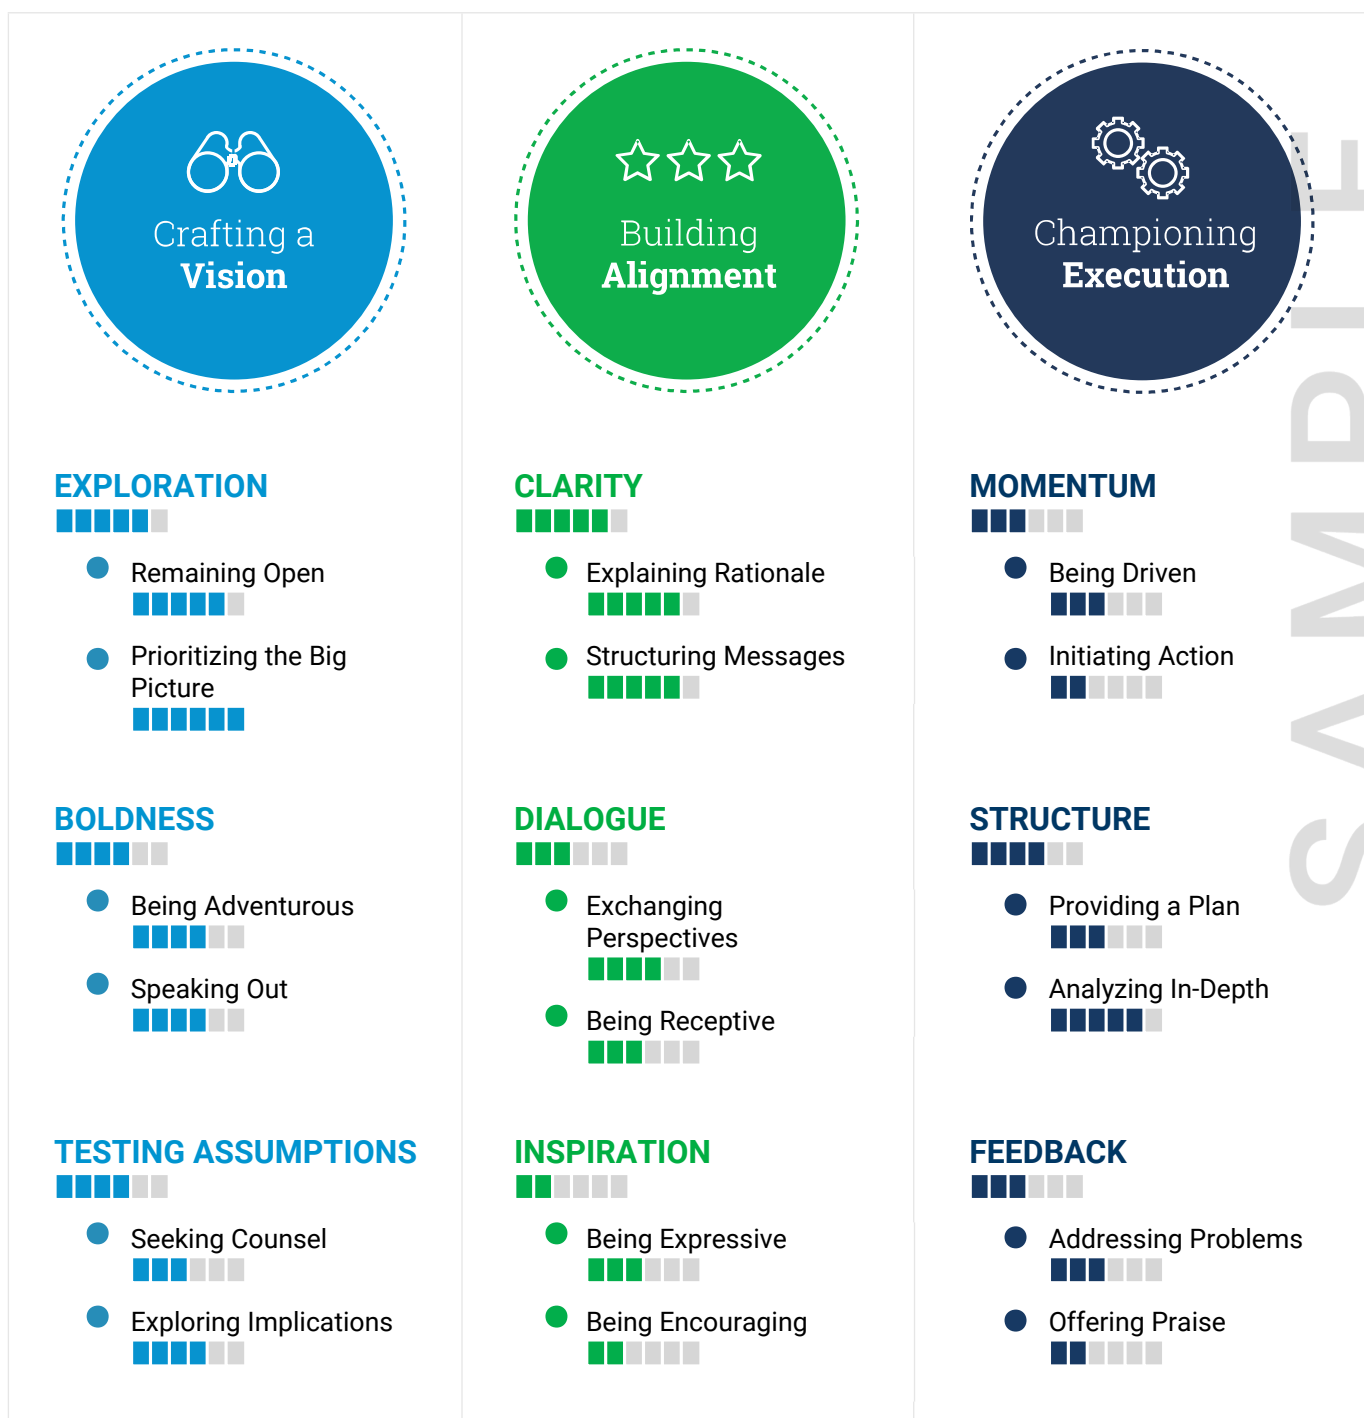 Crafting a
Vision
EXPLORATION
Remaining Open
Prioritizing the Big
Picture
BOLDNESS
Being Adventurous
Speaking Out
TESTING ASSUMPTIONS
Seeking Counsel
Exploring Implications
Building
Alignment
CLARITY
Explaining Rationale
Structuring Messages
DIALOGUE
Exchanging
Perspectives
Being Receptive
INSPIRATION
Being Expressive
Being Encouraging
Championing
Execution
MOMENTUM
Being Driven
Initiating Action
STRUCTURE
Providing a Plan
Analyzing In-Depth
FEEDBACK
Addressing Problems
Offering Praise
SAMPLE